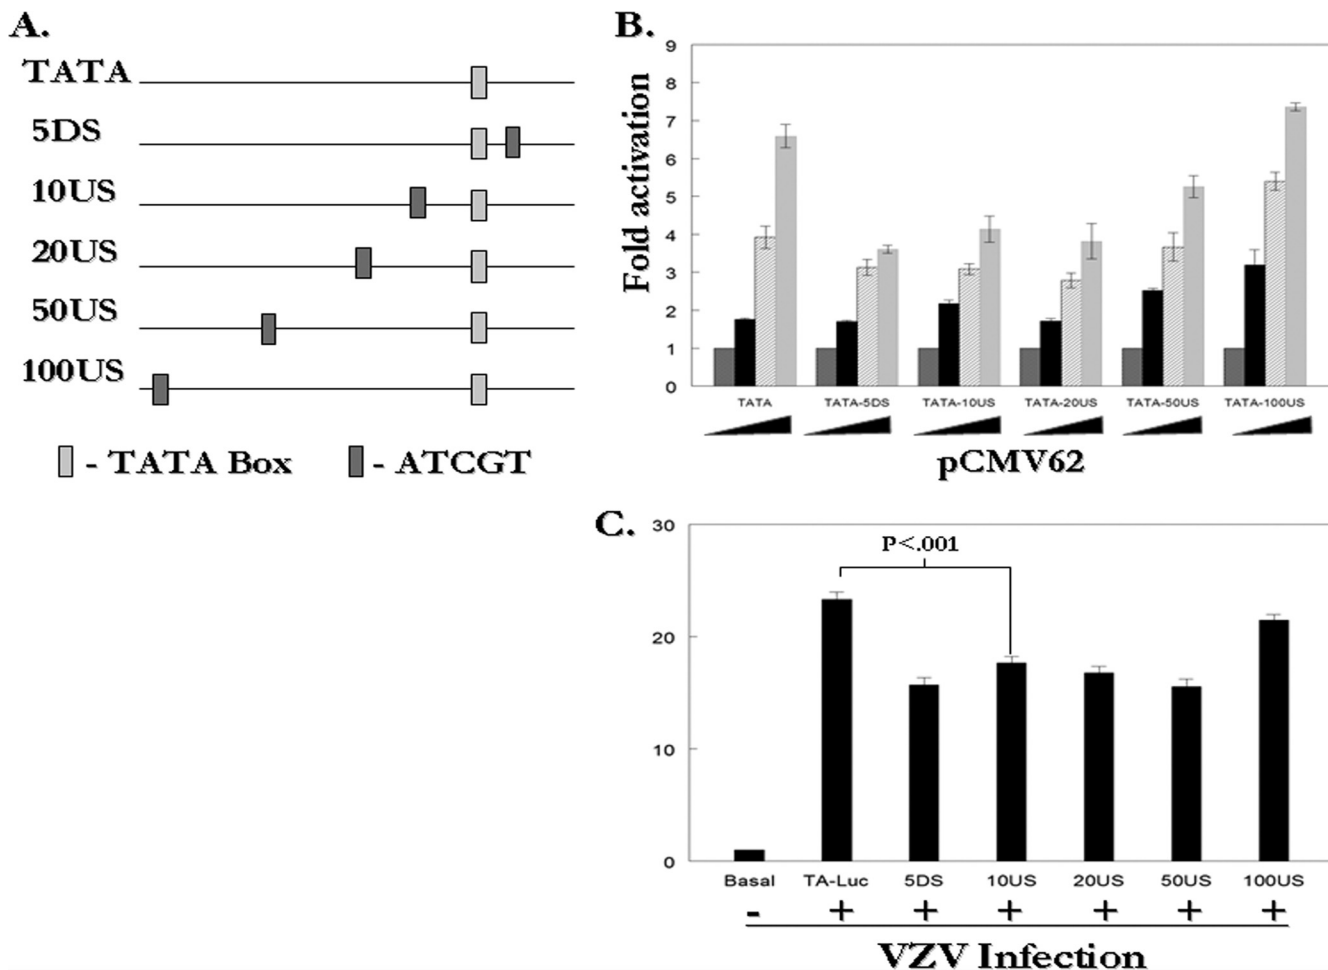 A.
TATA
5DS
10US
20US
50US
100US
- TATA Box - ATCGT
B.
Fold activation
9
8
7
6
5
4
3
2
1
0
TATA TATA-5DS TATA-10US TATA-20US TATA-50US TATA-100US
pCMV62
C.
30
20
10
0
P<.001
Basal TA-Luc 5DS 10US 20US 50US 100US
- + + + + + +
VZV Infection